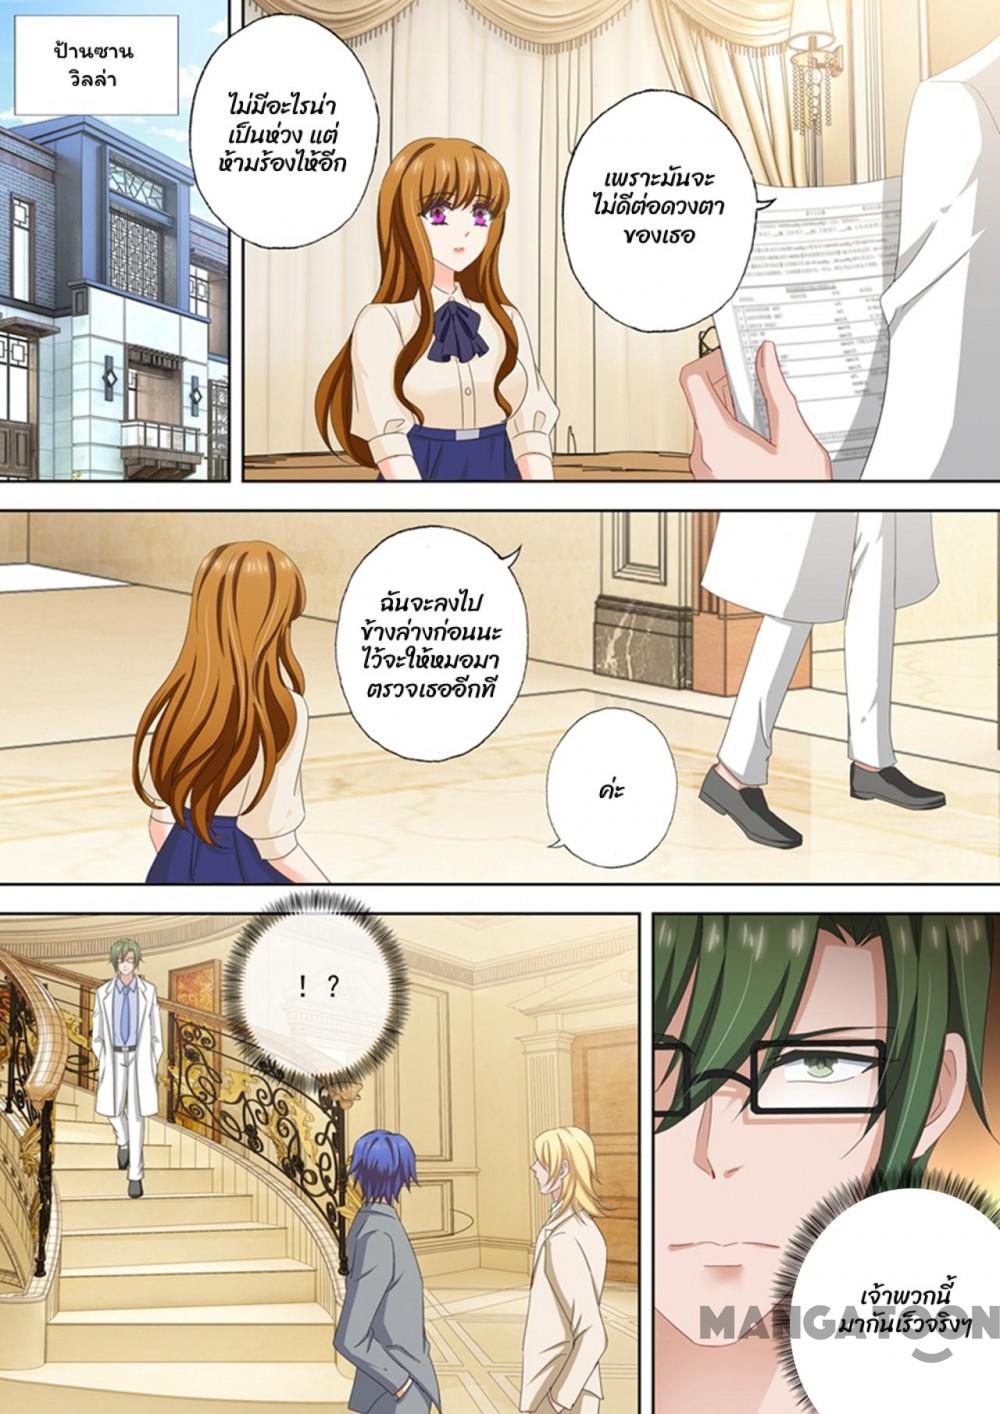 ป้านซาน
วิลล่า
ไม่มีอะไรน่า
เป็นห่วง แต่
ห้ามร้องไห้อีก
เพราะมันจะ
ไม่ดีต่อดวงตา
ของเธอ
ฉันจะลงไป
ข้างล่างก่อนนะ
ไว้จะให้หมอมา
ตรวจเธออีกที
ค่ะ
！？
เจ้าพวกนี้
มากันเร็วจริงๆ
MANGATOON